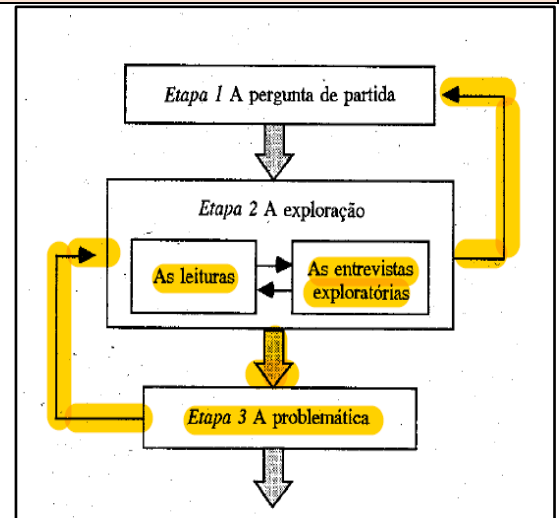 Etapa 1 A pergunta de partida
Etapa 2 A exploração
As leituras
As entrevistas
exploratórias
Etapa 3 A problemática